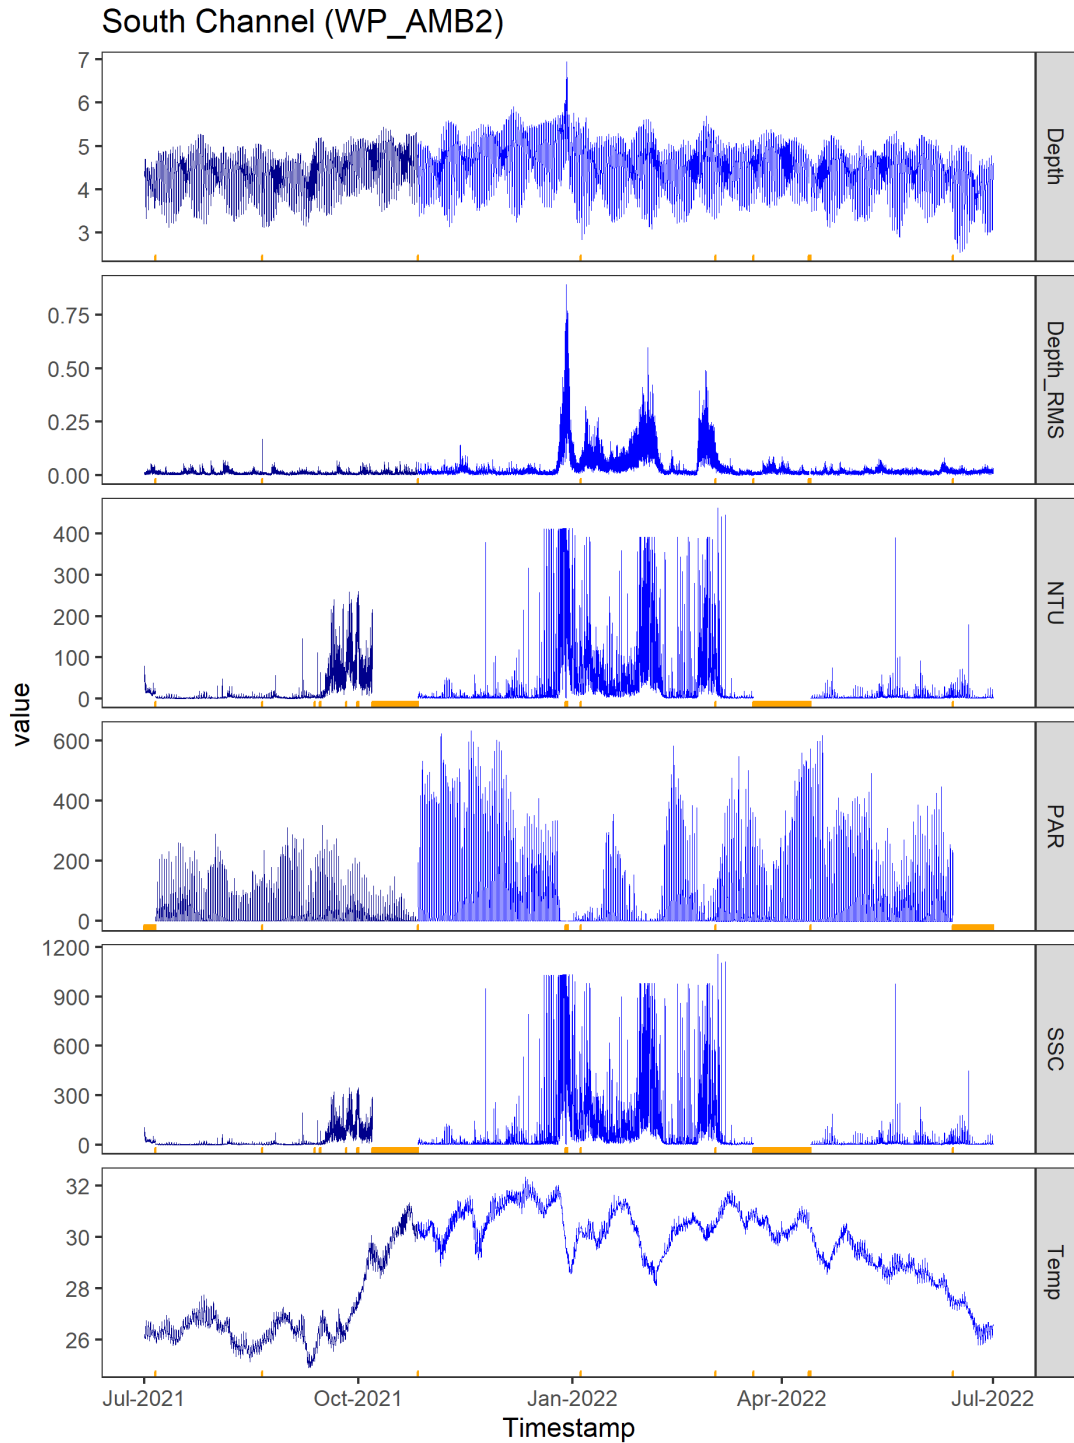 South Channel (WP_AMB2)
7
6
5
4
3
Depth
0.75
0.50
0.25
0.00
Depth_RMS
400
300
200
100
0
NTU
value
600
400
200
0
PAR
1200
900
600
300
0
SSC
32
30
28
26
Temp
Jul-2021 Oct-2021 Jan-2022 Apr-2022 Jul-2022
Timestamp